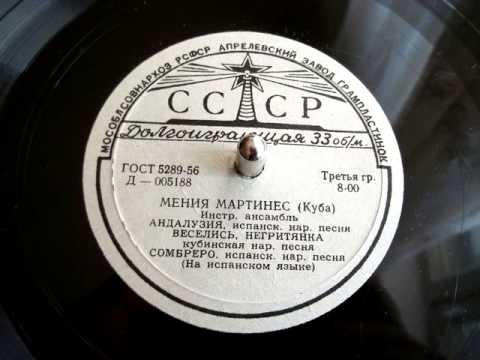 МОСОБЛСОВНАРХОЗ РСФСР АПРЕЛЕВСКИЙ ЗАВОД ГРАМПЛАСТИНОК
СССР
Долгоиграющая 33 об/м.
ГОСТ 5289-56
Д — 005188
Третья гр.
8-00
МЕНИЯ МАРТИНЕС (Куба)
Инстр. ансамбль
АНДАЛУЗИЯ, испанск. нар. песня
ВЕСЕЛИСЬ, НЕГРИТЯНКА
кубинская нар. песня
СОМБРЕРО, испанск. нар. песня
(На испанском языке)